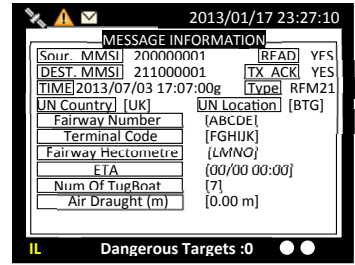 2013/01/17 23:27:10
MESSAGE INFORMATION
Sour. MMSI 200000001 READ YES
DEST. MMSI 211000001 TX ACK YES
TIME 2013/07/03 17:07:00g Type RFM21
UN Country [UK] UN Location [BTG]
Fairway Number [ABCDE]
Terminal Code [FGHIJK]
Fairway Hectometre [LMNO]
ETA [00/00 00:00]
Num Of TugBoat [7]
Air Draught (m) [0.00 m]
IL Dangerous Targets :0